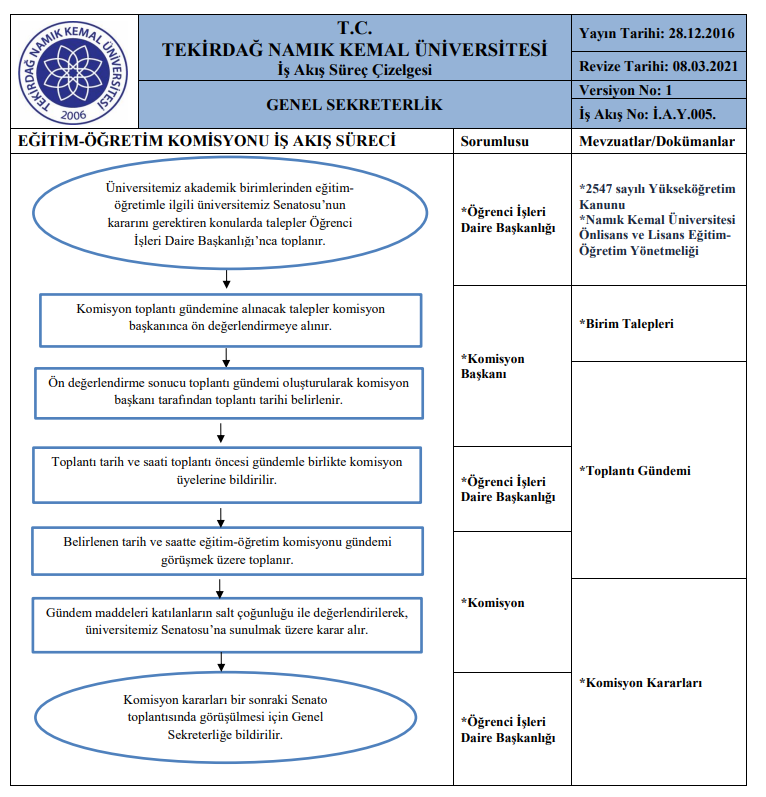 T.C.
TEKİRDAĞ NAMIK KEMAL ÜNİVERSİTESİ
İş Akış Süreç Çizelgesi
GENEL SEKRETERLİK
Yayın Tarihi: 28.12.2016
Revize Tarihi: 08.03.2021
Versiyon No: 1
İş Akış No: İ.A.Y.005.
TEKİRDAĞ NAMIK KEMAL ÜNİVERSİTESİ
2006
EĞİTİM-ÖĞRETİM KOMİSYONU İŞ AKIŞ SÜRECİ
Sorumlusu
Mevzuatlar/Dokümanlar
Üniversitemiz akademik birimlerinden eğitim-
öğretimle ilgili üniversitemiz Senatosu’nun
kararını gerektiren konularda talepler Öğrenci
İşleri Daire Başkanlığı’nca toplanır.
*Öğrenci İşleri
Daire Başkanlığı
*2547 sayılı Yükseköğretim
Kanunu
*Namık Kemal Üniversitesi
Önlisans ve Lisans Eğitim-
Öğretim Yönetmeliği
Komisyon toplantı gündemine alınacak talepler komisyon
başkanınca ön değerlendirmeye alınır.
*Birim Talepleri
*Komisyon
Başkanı
Ön değerlendirme sonucu toplantı gündemi oluşturularak komisyon
başkanı tarafından toplantı tarihi belirlenir.
Toplantı tarih ve saati toplantı öncesi gündemle birlikte komisyon
üyelerine bildirilir.
*Öğrenci İşleri
Daire Başkanlığı
*Toplantı Gündemi
Belirlenen tarih ve saatte eğitim-öğretim komisyonu gündemi
görüşmek üzere toplanır.
*Komisyon
Gündem maddeleri katılanların salt çoğunluğu ile değerlendirilerek,
üniversitemiz Senatosu’na sunulmak üzere karar alır.
*Komisyon Kararları
Komisyon kararları bir sonraki Senato
toplantısında görüşülmesi için Genel
Sekreterliğe bildirilir.
*Öğrenci İşleri
Daire Başkanlığı